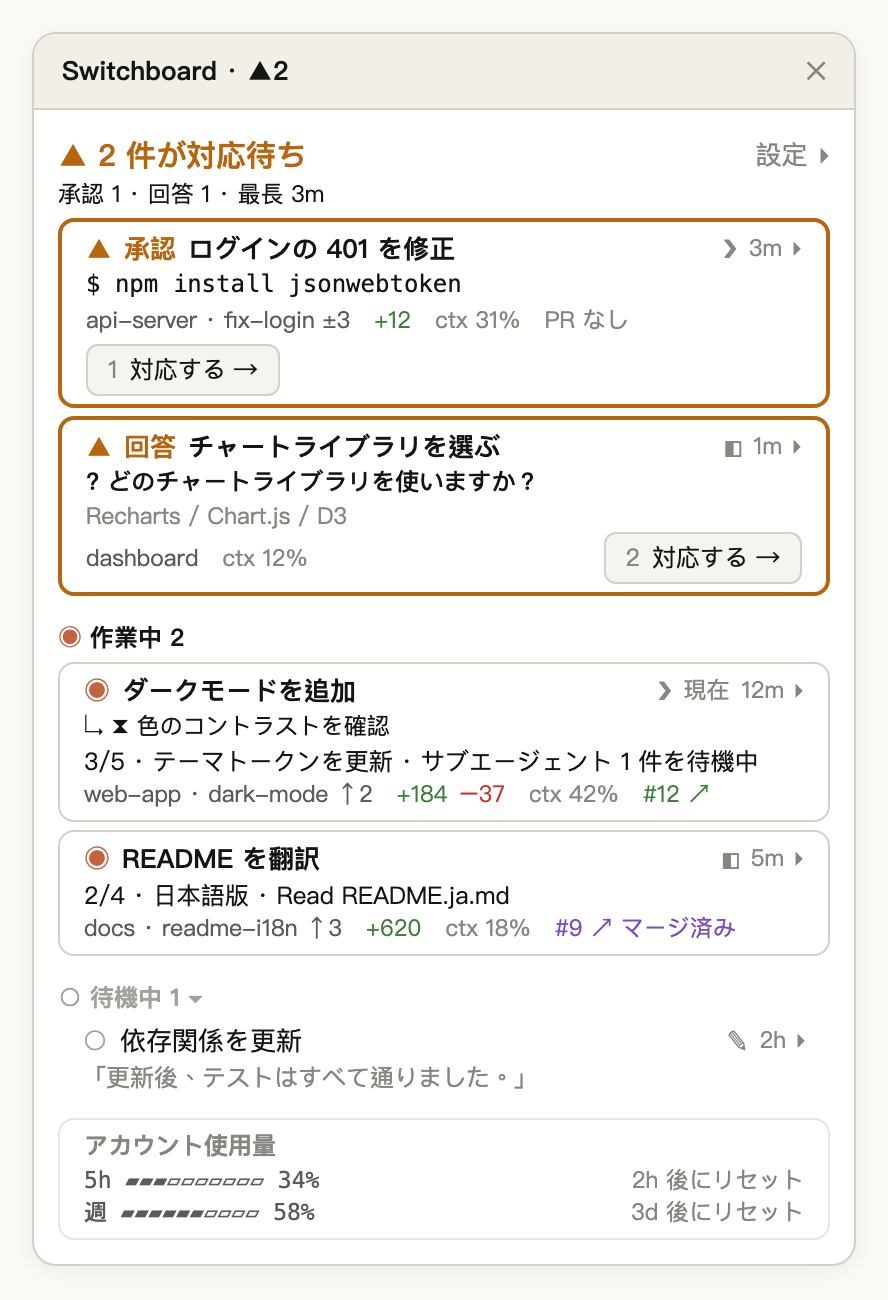 Switchboard · ▲2 ×
▲ 2 件が対応待ち 設定 ▸
承認 1 · 回答 1 · 最長 3m
▲ 承認 ログインの 401 を修正 ❯ 3m ▸
$ npm install jsonwebtoken
api-server · fix-login ±3 +12 ctx 31% PR なし
1 対応する →
▲ 回答 チャートライブラリを選ぶ ◧ 1m ▸
? どのチャートライブラリを使いますか?
Recharts / Chart.js / D3
dashboard ctx 12% 2 対応する →
◉ 作業中 2
◉ ダークモードを追加 ❯ 現在 12m ▸
↳ ⧗ 色のコントラストを確認
3/5 · テーマトークンを更新 · サブエージェント 1 件を待機中
web-app · dark-mode ↑2 +184 −37 ctx 42% #12 ↗
◉ README を翻訳 ◧ 5m ▸
2/4 · 日本語版 · Read README.ja.md
docs · readme-i18n ↑3 +620 ctx 18% #9 ↗ マージ済み
○ 待機中 1 ▾
○ 依存関係を更新 ✎ 2h ▸
「更新後、テストはすべて通りました。」
アカウント使用量
5h ▰▰▰▱▱▱▱▱▱▱ 34% 2h 後にリセット
週 ▰▰▰▰▰▰▱▱▱▱ 58% 3d 後にリセット